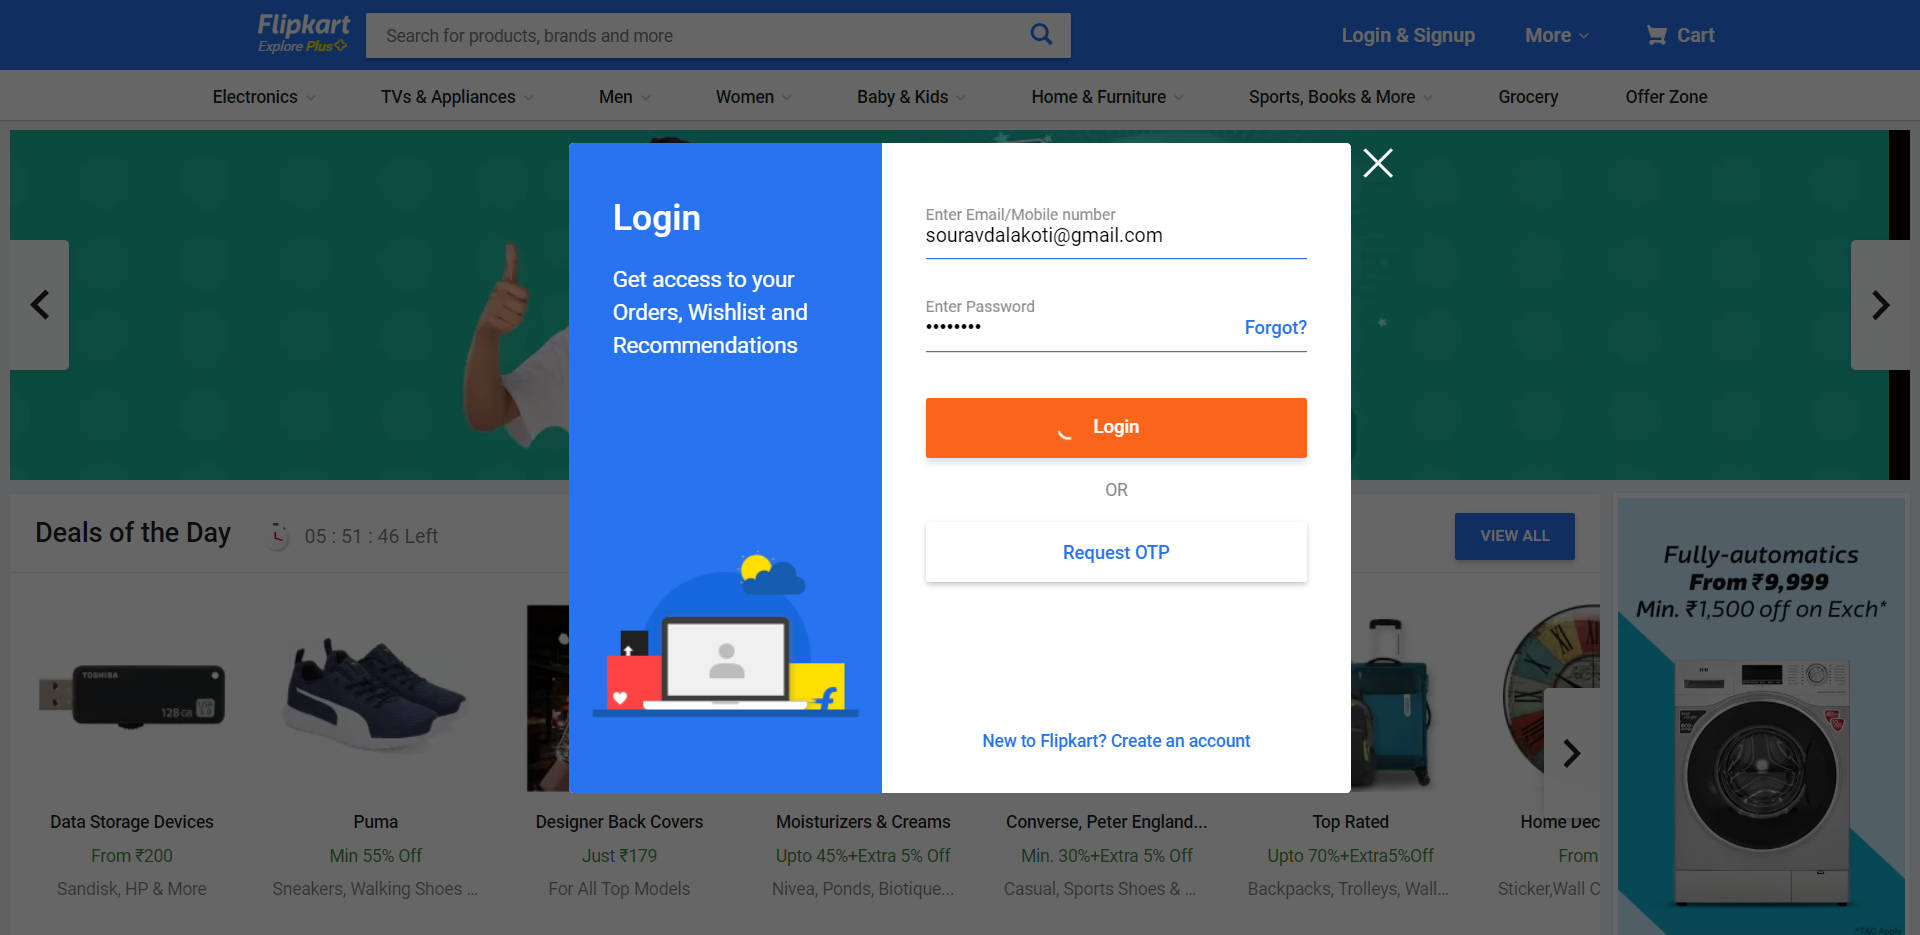 Flipkart
Explore Plus
Search for products, brands and more
Login & Signup
More
Cart
Electronics
TVs & Appliances
Men
Women
Baby & Kids
Home & Furniture
Sports, Books & More
Grocery
Offer Zone
Login
Get access to your
Orders, Wishlist and
Recommendations
Enter Email/Mobile number
souravdalakoti@gmail.com
Enter Password
••••••••
Forgot?
Login
OR
Request OTP
New to Flipkart? Create an account
Deals of the Day
05 : 51 : 46 Left
VIEW ALL
TOSHIBA
128 GB
USB
3.0
Data Storage Devices
From ₹200
Sandisk, HP & More
Puma
Min 55% Off
Sneakers, Walking Shoes ...
Designer Back Covers
Just ₹179
For All Top Models
Moisturizers & Creams
Upto 45%+Extra 5% Off
Nivea, Ponds, Biotique...
Converse, Peter England...
Min. 30%+Extra 5% Off
Casual, Sports Shoes & ...
Top Rated
Upto 70%+Extra5%Off
Backpacks, Trolleys, Wall...
Home Dec
From
Sticker,Wall C
Fully-automatics
From ₹9,999
Min. ₹1,500 off on Exch*
*T&C Apply